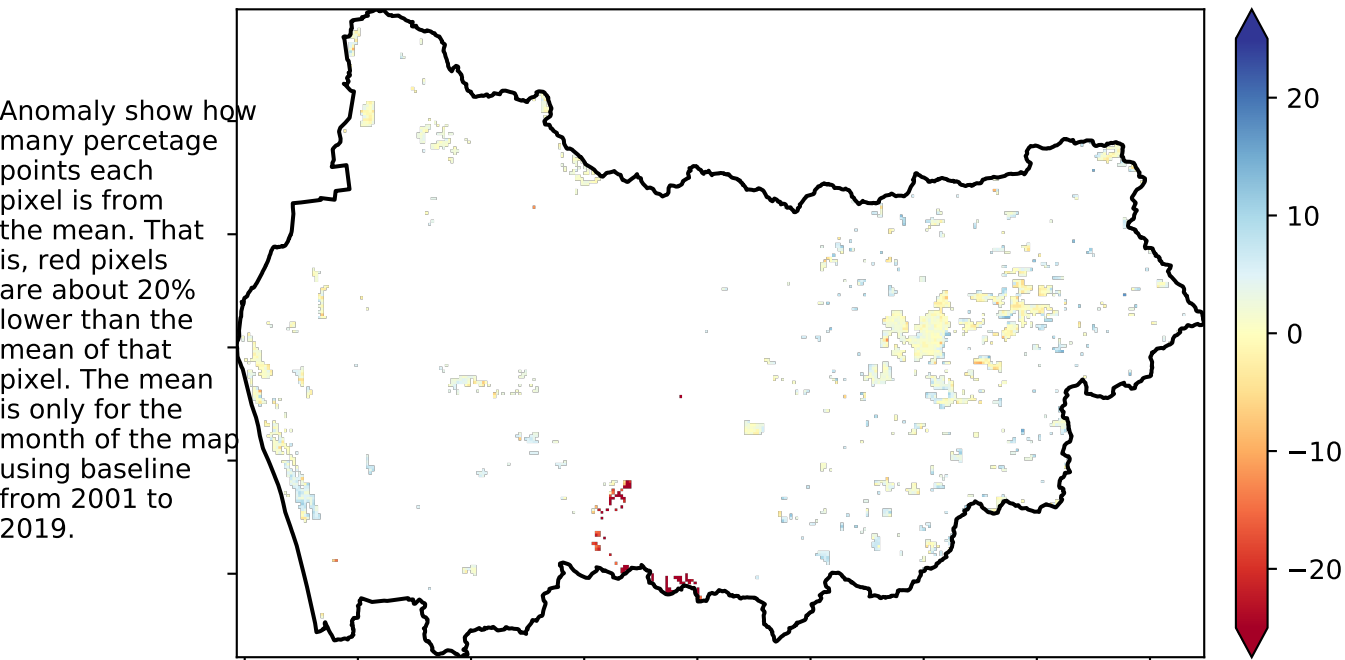 Anomaly show how
many percetage
points each
pixel is from
the mean. That
is, red pixels
are about 20%
lower than the
mean of that
pixel. The mean
is only for the
month of the map
using baseline
from 2001 to
2019.
20
10
0
−10
−20